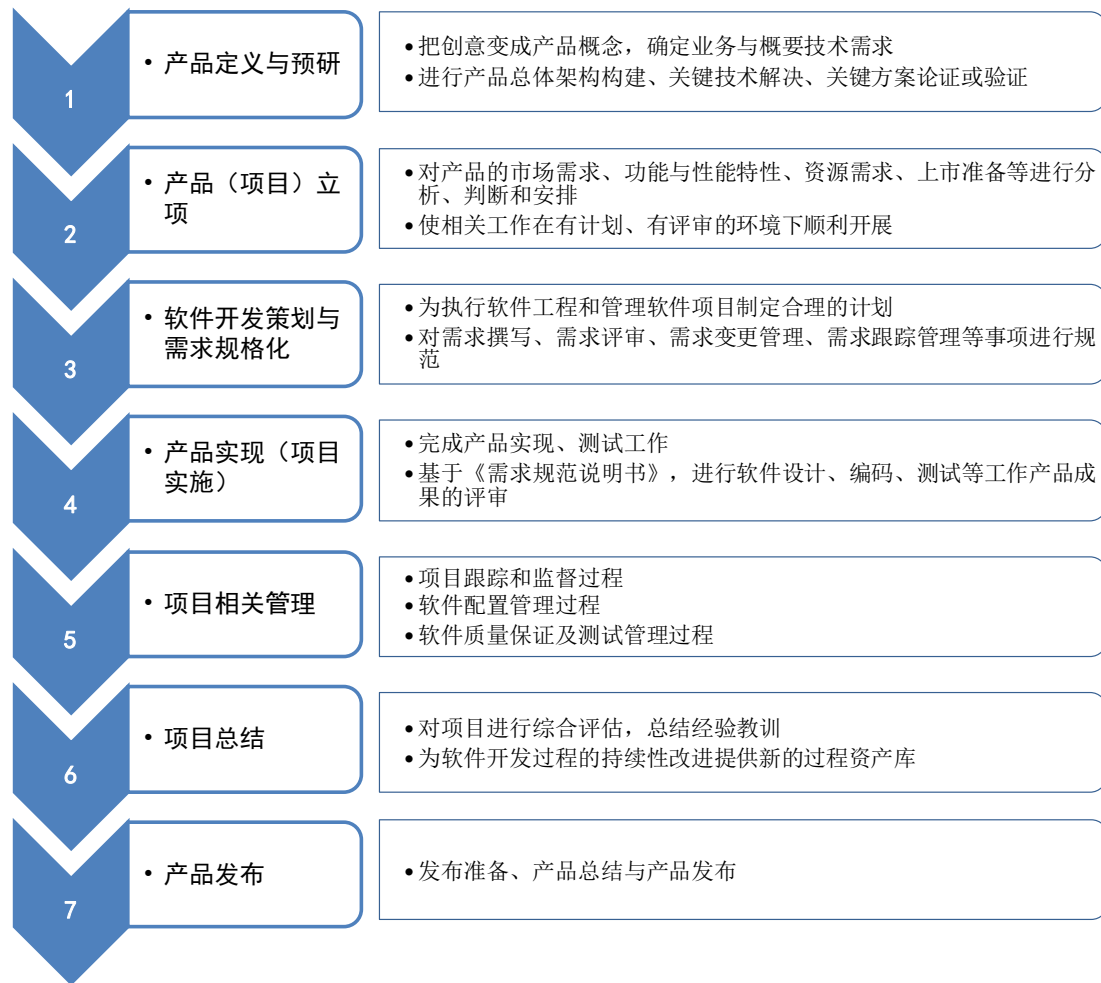 1
• 产品定义与预研
•把创意变成产品概念，确定业务与概要技术需求
•进行产品总体架构构建、关键技术解决、关键方案论证或验证
2
• 产品（项目）立
项
•对产品的市场需求、功能与性能特性、资源需求、上市准备等进行分
析、判断和安排
•使相关工作在有计划、有评审的环境下顺利开展
3
• 软件开发策划与
需求规格化
•为执行软件工程和管理软件项目制定合理的计划
•对需求撰写、需求评审、需求变更管理、需求跟踪管理等事项进行规
范
4
• 产品实现（项目
实施）
•完成产品实现、测试工作
•基于《需求规范说明书》，进行软件设计、编码、测试等工作产品成
果的评审
5
• 项目相关管理
•项目跟踪和监督过程
•软件配置管理过程
•软件质量保证及测试管理过程
6
• 项目总结
•对项目进行综合评估，总结经验教训
•为软件开发过程的持续性改进提供新的过程资产库
7
• 产品发布
•发布准备、产品总结与产品发布